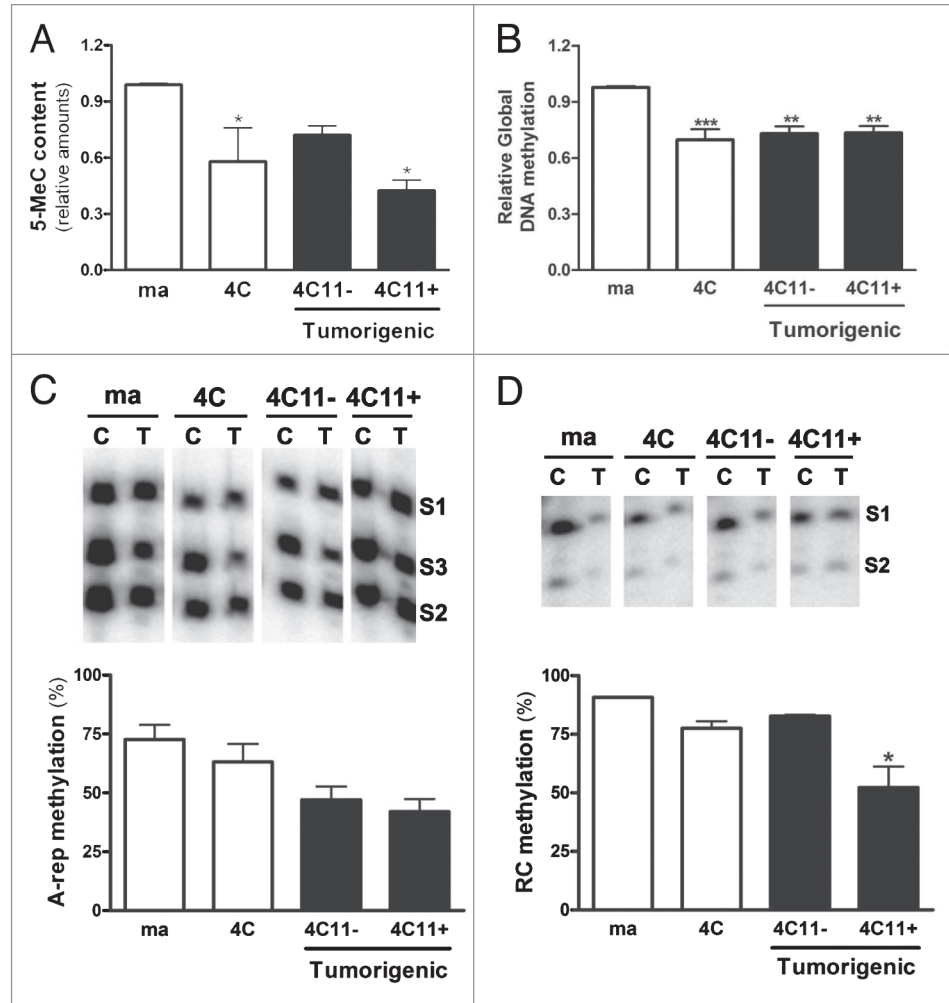 A
5-MeC content
(relative amounts)
1.2
0.9
0.6
0.3
0.0
*
*
ma 4C 4C11- 4C11+
Tumorigenic
B
Relative Global
DNA methylation
1.2
0.9
0.6
0.3
0.0
*** ** **
ma 4C 4C11- 4C11+
Tumorigenic
C
ma 4C 4C11- 4C11+
C T C T C T C T
S1
S3
S2
A-rep methylation (%)
100
75
50
25
0
ma 4C 4C11- 4C11+
Tumorigenic
D
ma 4C 4C11- 4C11+
C T C T C T C T
S1
S2
RC methylation (%)
100
75
50
25
0
*
ma 4C 4C11- 4C11+
Tumorigenic